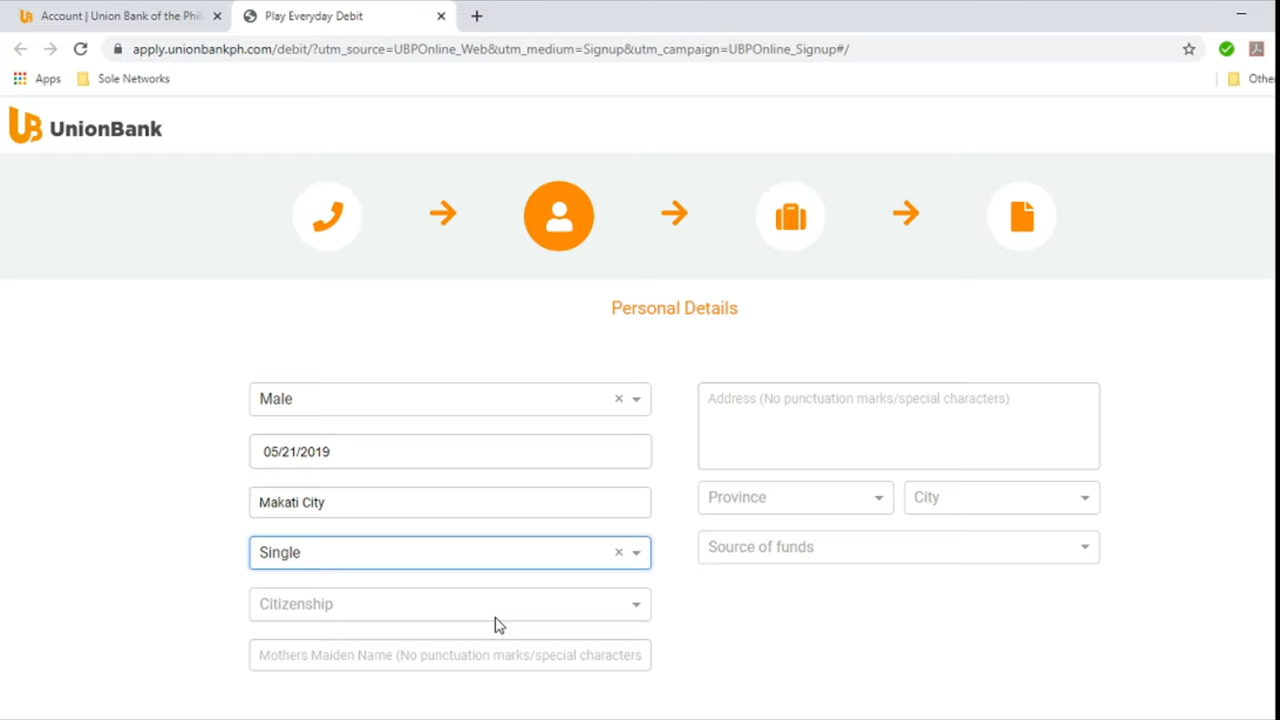 Account | Union Bank of the Phili
Play Everyday Debit
apply.unionbankph.com/debit/?utm_source=UBPOnline_Web&utm_medium=Signup&utm_campaign=UBPOnline_Signup#/
Apps
Sole Networks
Othe
UB UnionBank
Personal Details
Male
Address (No punctuation marks/special characters)
05/21/2019
Makati City
Province
City
Single
Source of funds
Citizenship
Mothers Maiden Name (No punctuation marks/special characters